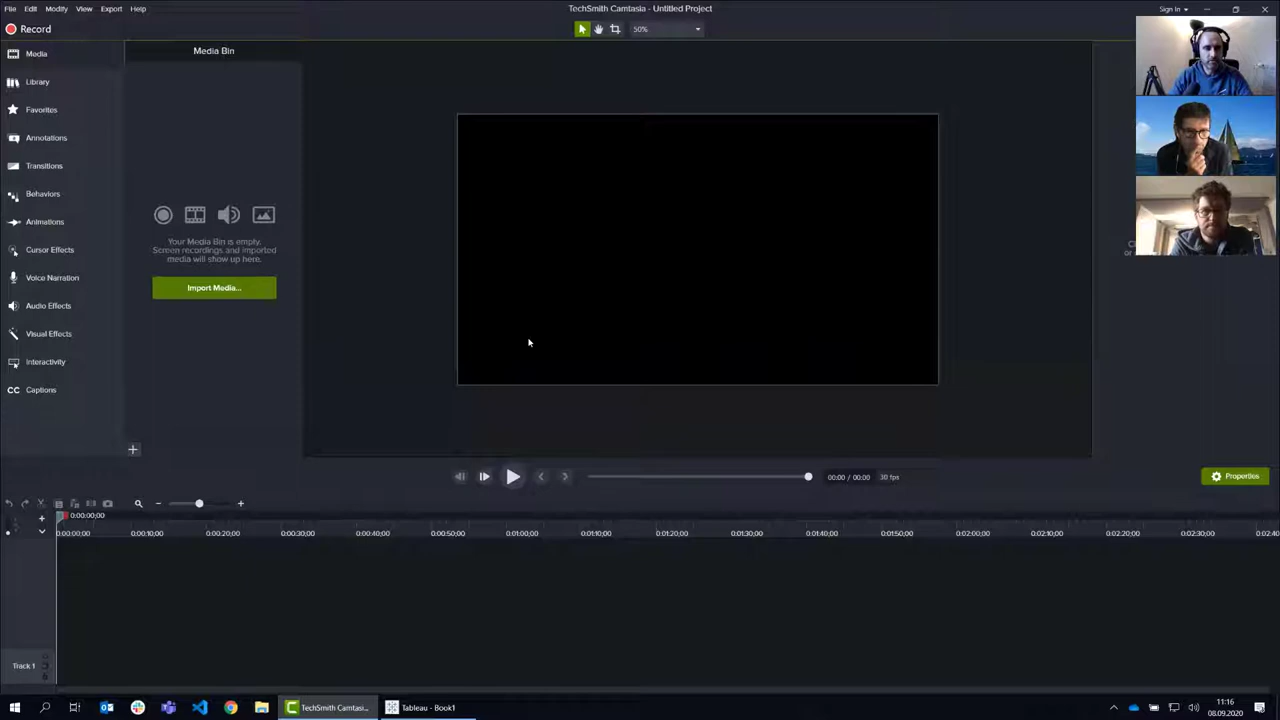 TechSmith Camtasia - Untitled Project
Sign In
File Edit Modify View Export Help
Record
50%
Media
Media Bin
Library
Favorites
Annotations
Transitions
Behaviors
Animations
Your Media Bin is empty.
Screen recordings and imported
media will show up here.
Cursor Effects
Voice Narration
Import Media...
Audio Effects
Visual Effects
Interactivity
CC Captions
00:00 / 00:00 30 fps
Properties
0:00:00;00
0:00:00;00 0:00:10;00 0:00:20;00 0:00:30;00 0:00:40;00 0:00:50;00 0:01:00;00 0:01:10;00 0:01:20;00 0:01:30;00 0:01:40;00 0:01:50;00 0:02:00;00 0:02:10;00 0:02:20;00 0:02:30;00 0:02:40
Track 1
TechSmith Camtasi... Tableau - Book1
11:16
08.09.2020